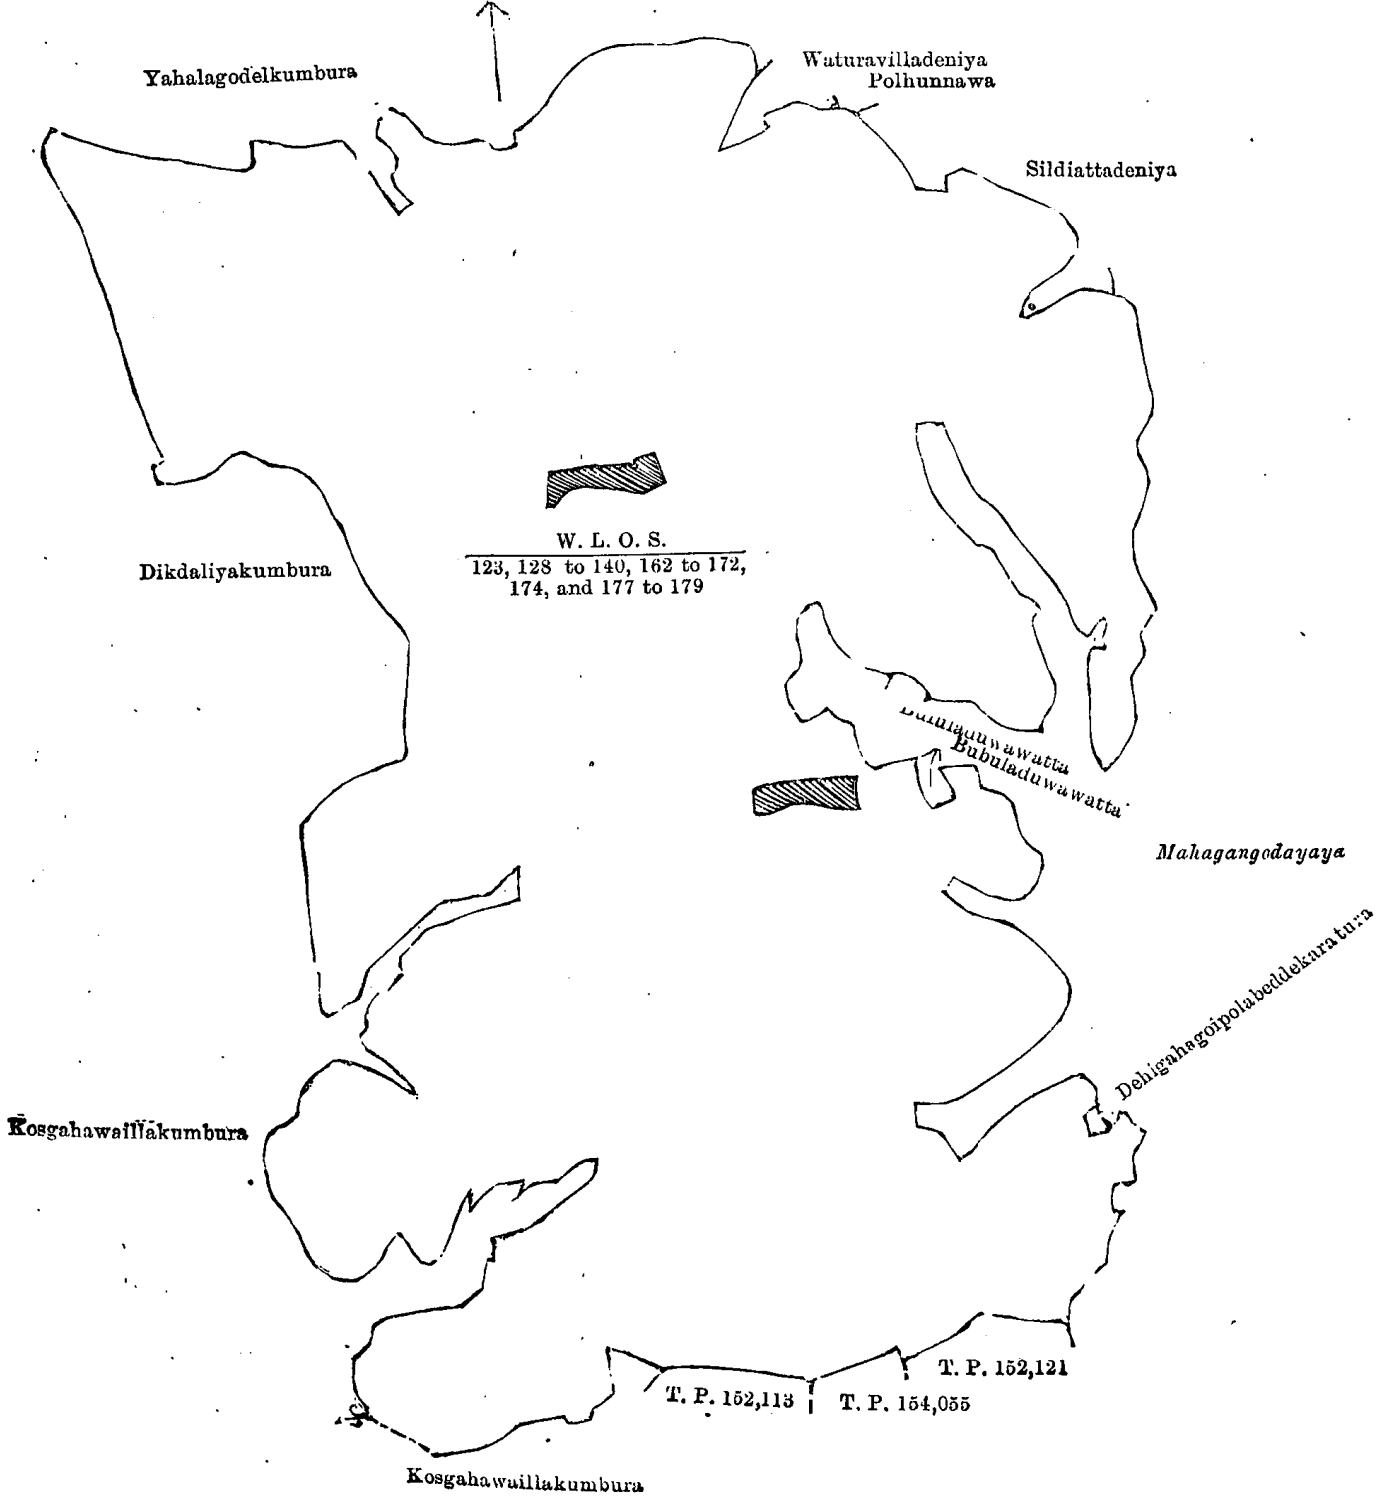 Yahalagodelkumbura
Waturavilladeniya
Polhunnawa
Sildiattadeniya
W. L. O. S.
123, 128 to 140, 162 to 172,
174, and 177 to 179
Dikdaliyakumbura
Bubuladuwawatta
Bubuladuwawatta
Mahagangodayaya
Dehigahagoipolabeddekaratura
Kosgahawaillakumbura
T. P. 152,121
T. P. 152,113
T. P. 154,055
Kosgahawaillakumbura